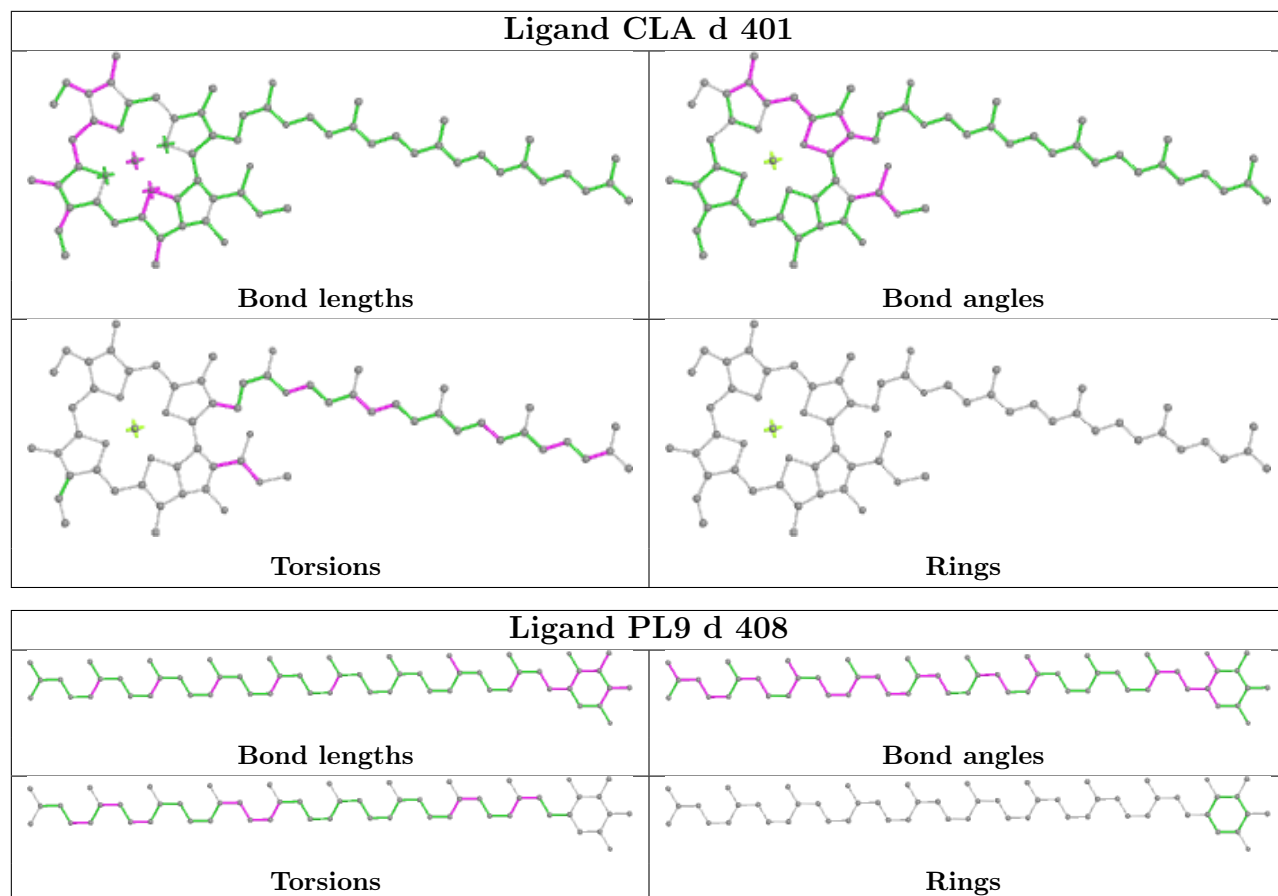 Ligand CLA d 401
Bond lengths
Bond angles
Torsions
Rings
Ligand PL9 d 408
Bond lengths
Bond angles
Torsions
Rings